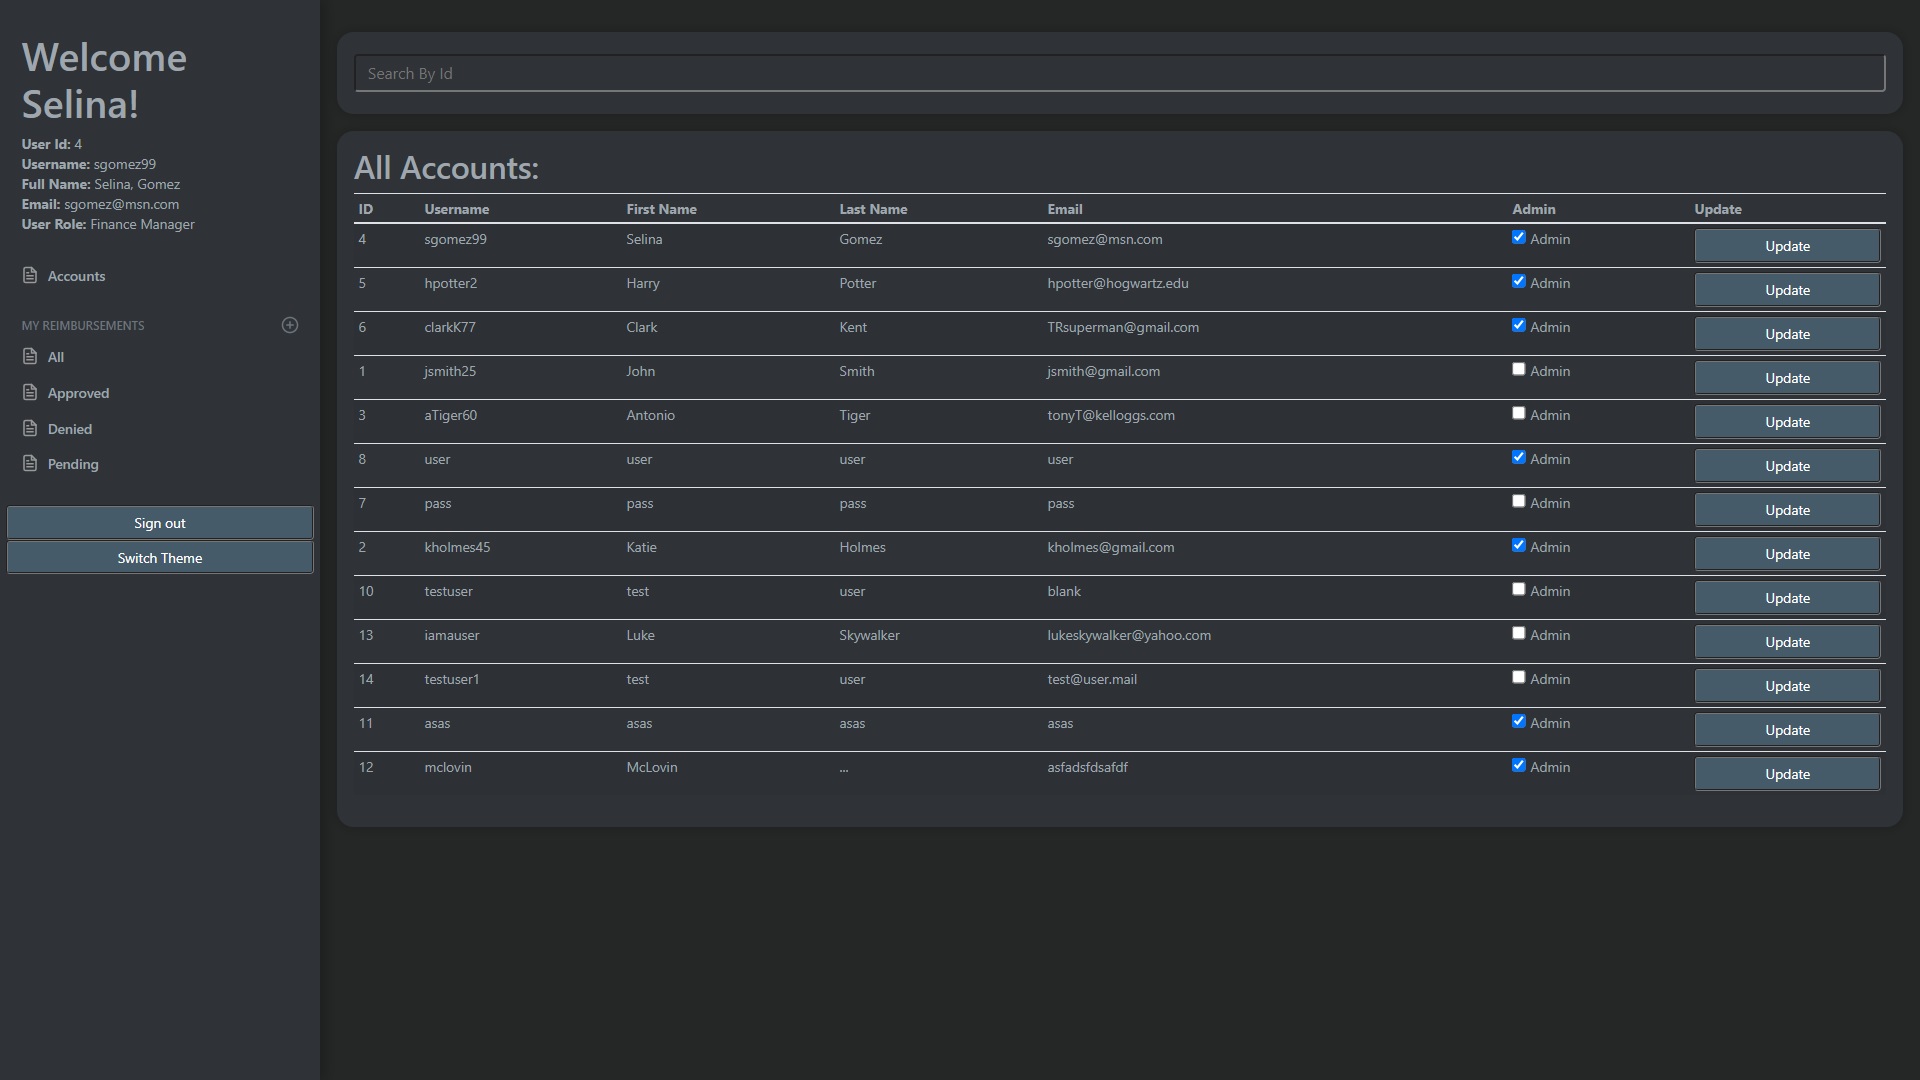 Welcome
Selina!
User Id: 4
Username: sgomez99
Full Name: Selina, Gomez
Email: sgomez@msn.com
User Role: Finance Manager
Accounts
MY REIMBURSEMENTS
All
Approved
Denied
Pending
Sign out
Switch Theme
Search By Id
All Accounts:
ID Username First Name Last Name Email Admin Update
4 sgomez99 Selina Gomez sgomez@msn.com Admin Update
5 hpotter2 Harry Potter hpotter@hogwartz.edu Admin Update
6 clarkK77 Clark Kent TRsuperman@gmail.com Admin Update
1 jsmith25 John Smith jsmith@gmail.com Admin Update
3 aTiger60 Antonio Tiger tonyT@kelloggs.com Admin Update
8 user user user user Admin Update
7 pass pass pass pass Admin Update
2 kholmes45 Katie Holmes kholmes@gmail.com Admin Update
10 testuser test user blank Admin Update
13 iamauser Luke Skywalker lukeskywalker@yahoo.com Admin Update
14 testuser1 test user test@user.mail Admin Update
11 asas asas asas asas Admin Update
12 mclovin McLovin ... asfadsfdsafdf Admin Update